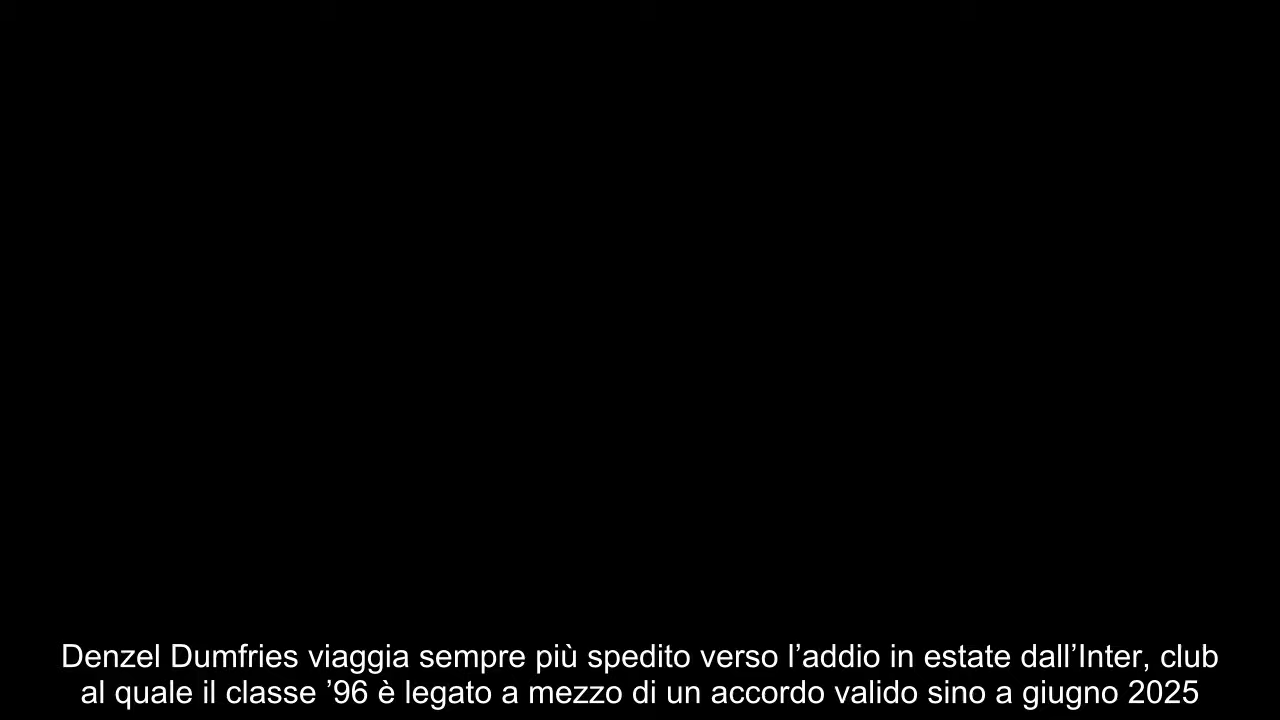 Denzel Dumfries viaggia sempre più spedito verso l’addio in estate dall’Inter, club
al quale il classe ’96 è legato a mezzo di un accordo valido sino a giugno 2025